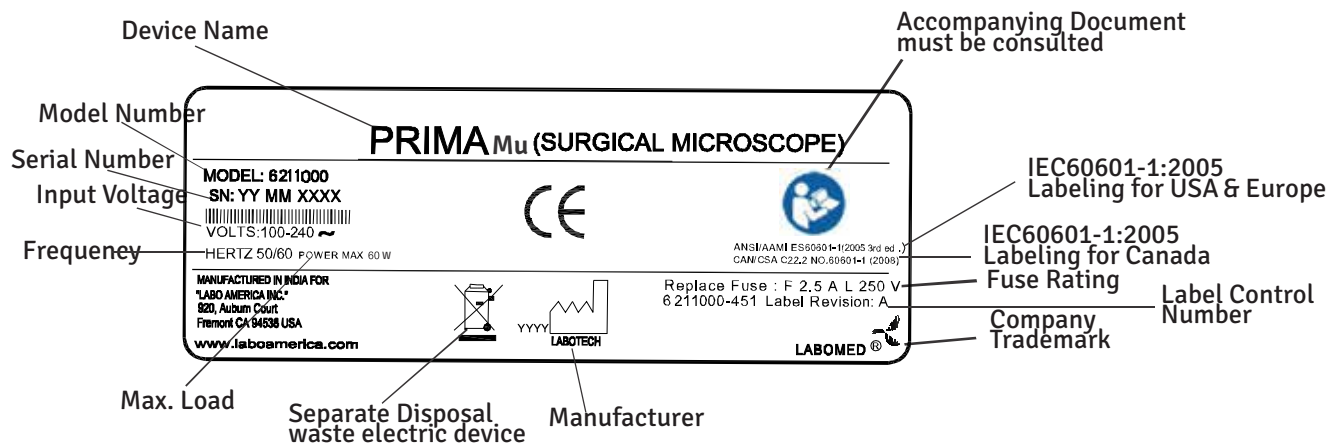 Device Name
Accompanying Document
must be consulted
Model Number
Serial Number
Input Voltage
Frequency
PRIMA Mu (SURGICAL MICROSCOPE)
MODEL: 6211000
SN: YY MM XXXX
VOLTS:100-240 ~
HERTZ 50/60 POWER MAX 60 W
CE
ANSI/AAMI ES60601-1(2005 3rd ed .)
CAN/CSA C22.2 NO.60601-1 (2008)
IEC60601-1:2005
Labeling for USA & Europe
IEC60601-1:2005
Labeling for Canada
Fuse Rating
Label Control
Number
Company
Trademark
MANUFACTURED IN INDIA FOR
"LABO AMERICA INC."
920, Auburn Court
Fremont CA 94536 USA
www.laboamerica.com
YYYY
LABOTECH
Replace Fuse : F 2.5 A L 250 V
6211000-451 Label Revision: A
LABOMED ®
Max. Load
Separate Disposal
waste electric device
Manufacturer